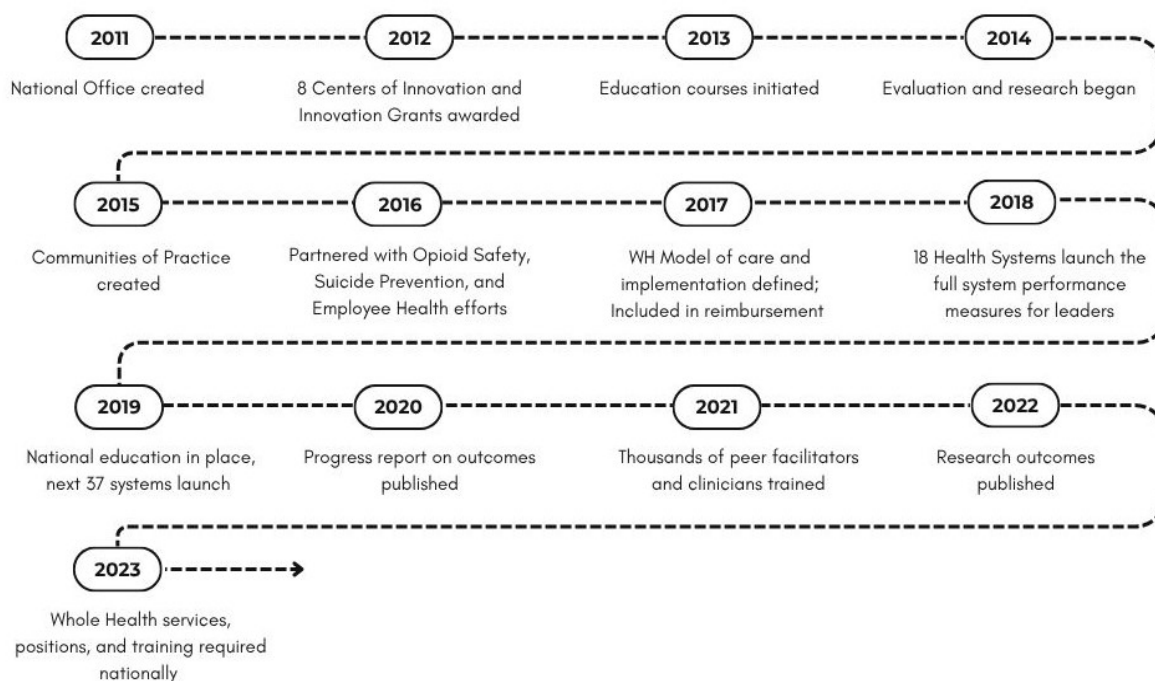 2011
National Office created
2012
8 Centers of Innovation and
Innovation Grants awarded
2013
Education courses initiated
2014
Evaluation and research began
2015
Communities of Practice
created
2016
Partnered with Opioid Safety,
Suicide Prevention, and
Employee Health efforts
2017
WH Model of care and
implementation defined;
Included in reimbursement
2018
18 Health Systems launch the
full system performance
measures for leaders
2019
National education in place,
next 37 systems launch
2020
Progress report on outcomes
published
2021
Thousands of peer facilitators
and clinicians trained
2022
Research outcomes
published
2023
Whole Health services,
positions, and training required
nationally